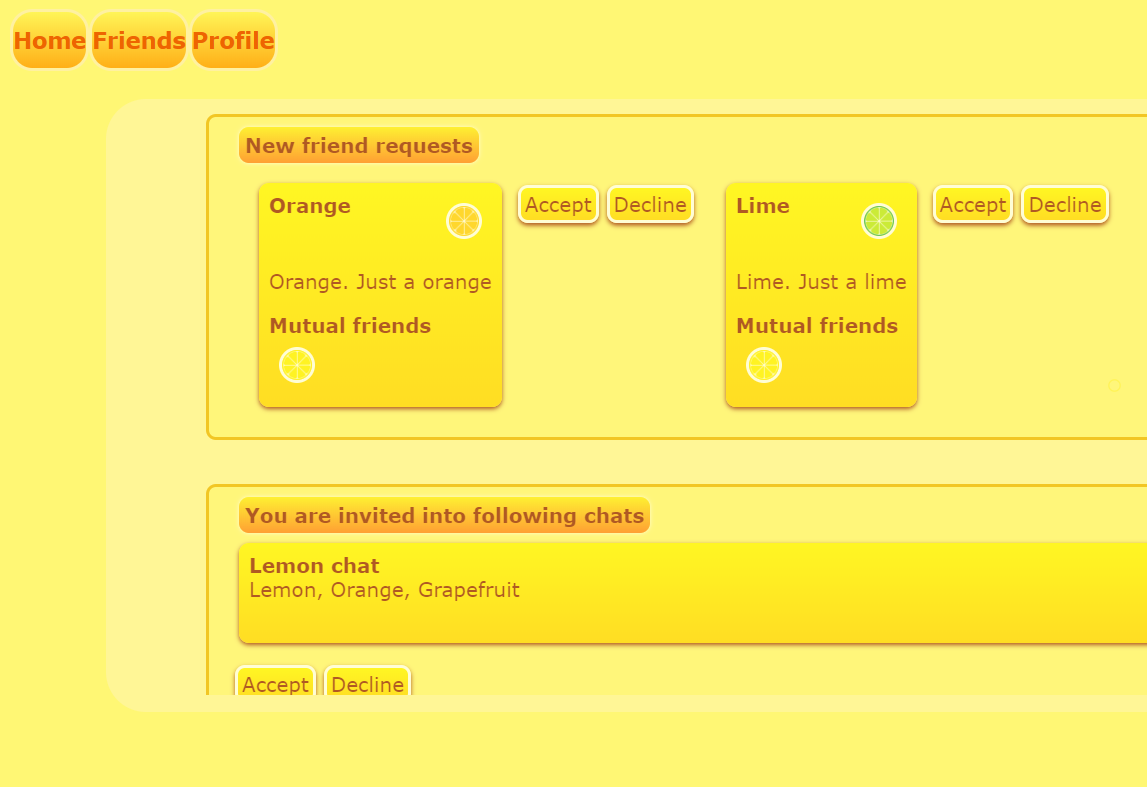 Home Friends Profile
New friend requests
Orange
Accept Decline
Orange. Just a orange
Mutual friends
Lime
Accept Decline
Lime. Just a lime
Mutual friends
You are invited into following chats
Lemon chat
Lemon, Orange, Grapefruit
Accept Decline